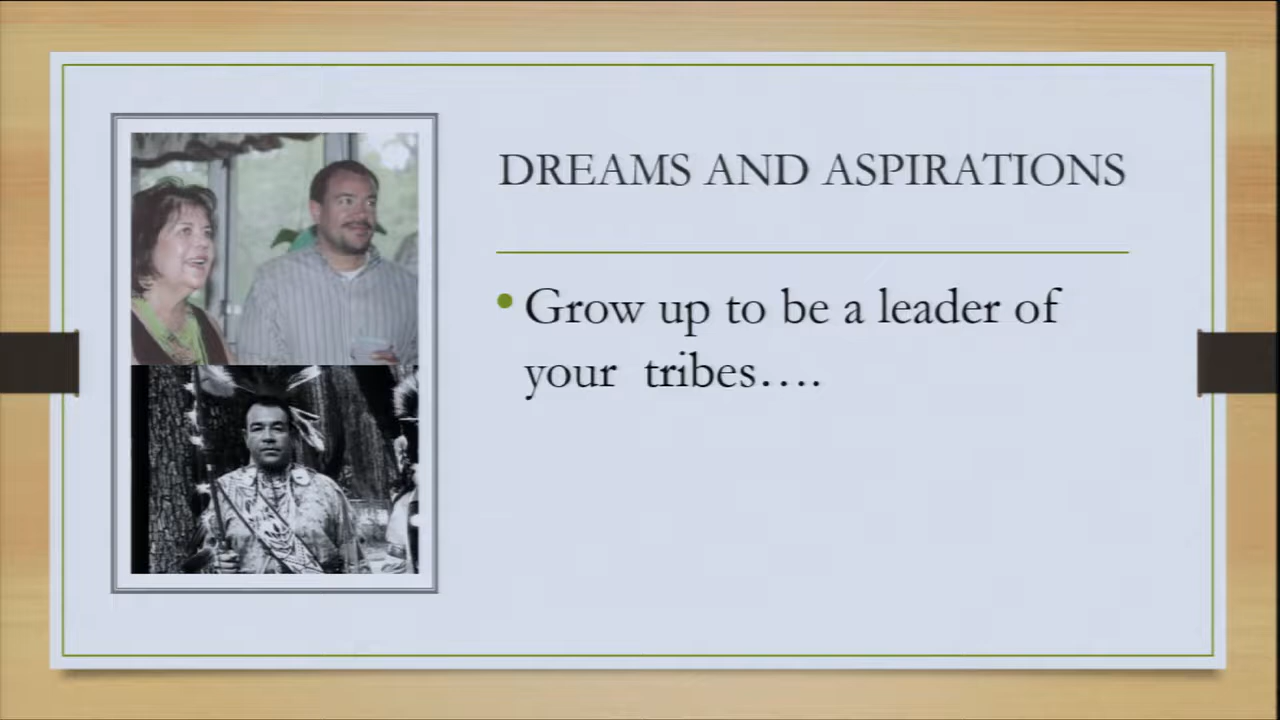 DREAMS AND ASPIRATIONS
• Grow up to be a leader of
your  tribes….